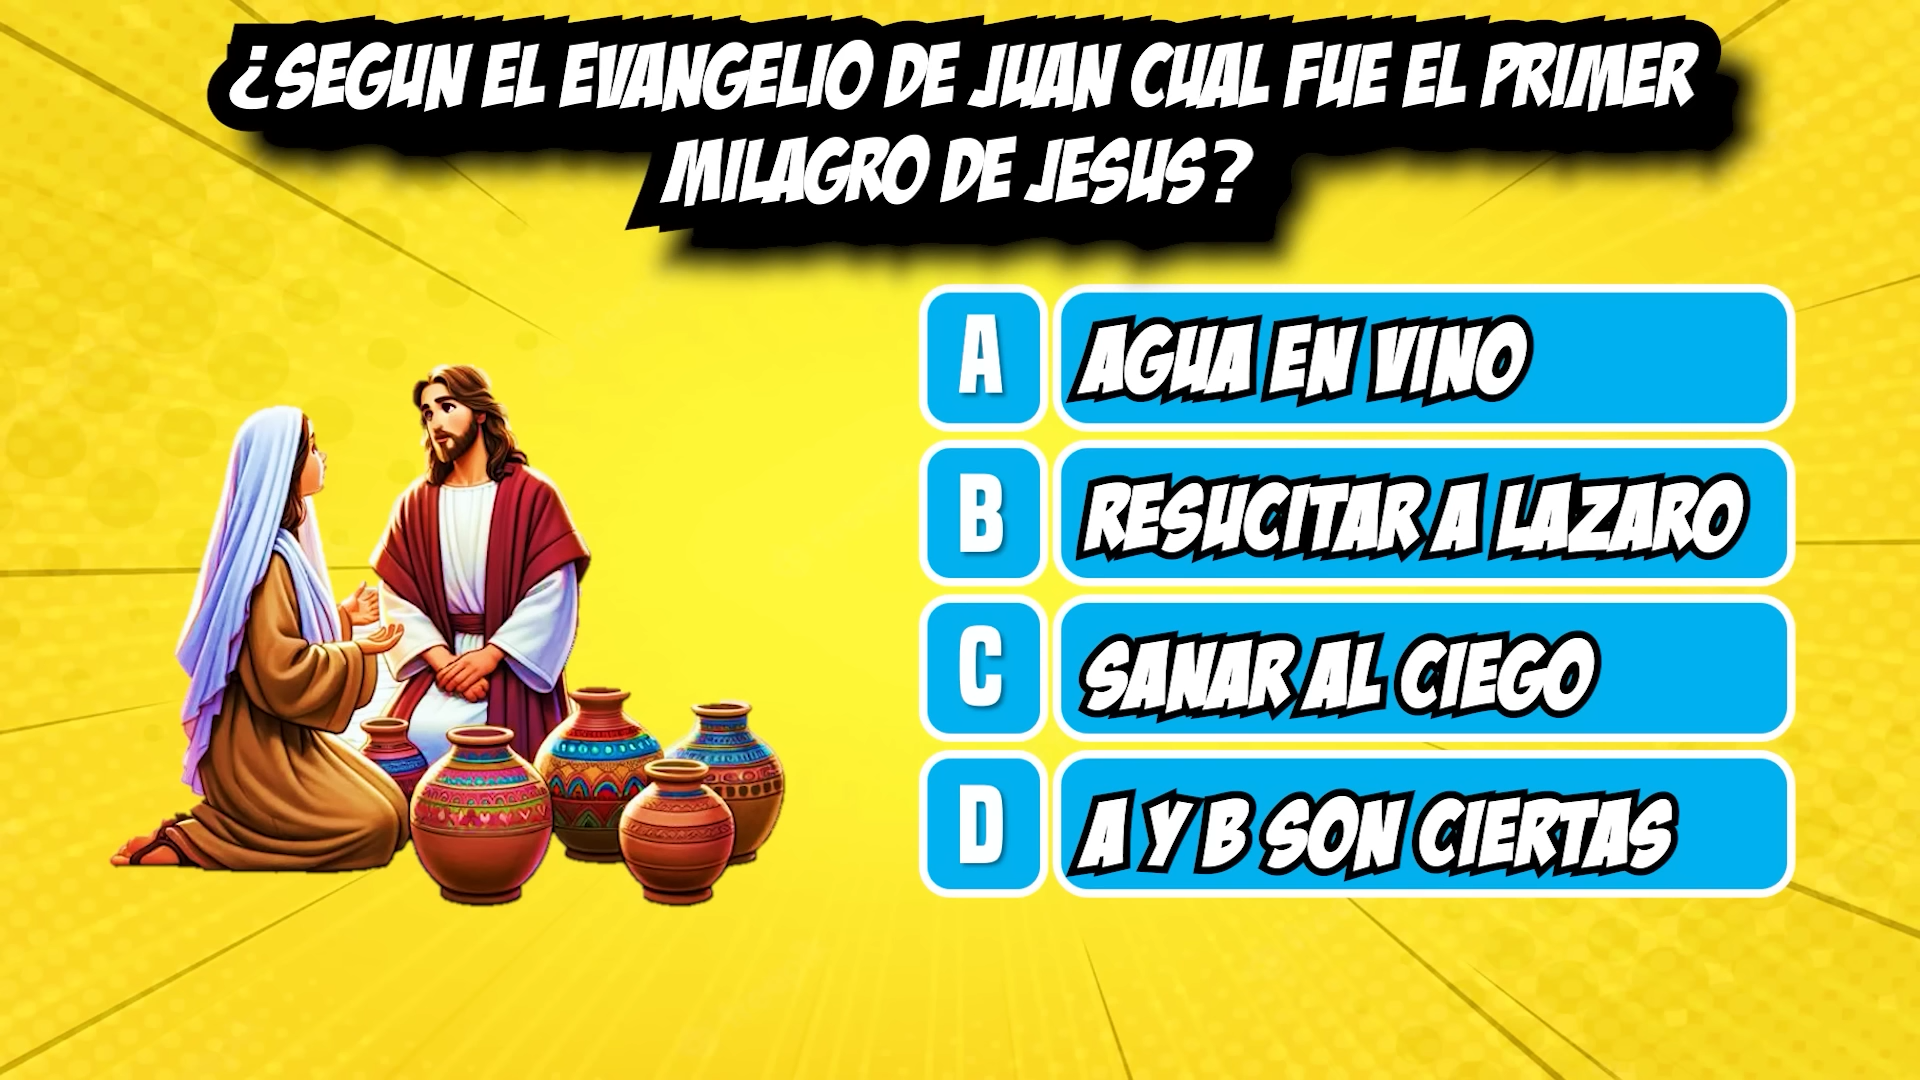 ¿SEGUN EL EVANGELIO DE JUAN CUAL FUE EL PRIMER
MILAGRO DE JESUS?
A AGUA EN VINO
B RESUCITAR A LAZARO
C SANAR AL CIEGO
D A Y B SON CIERTAS